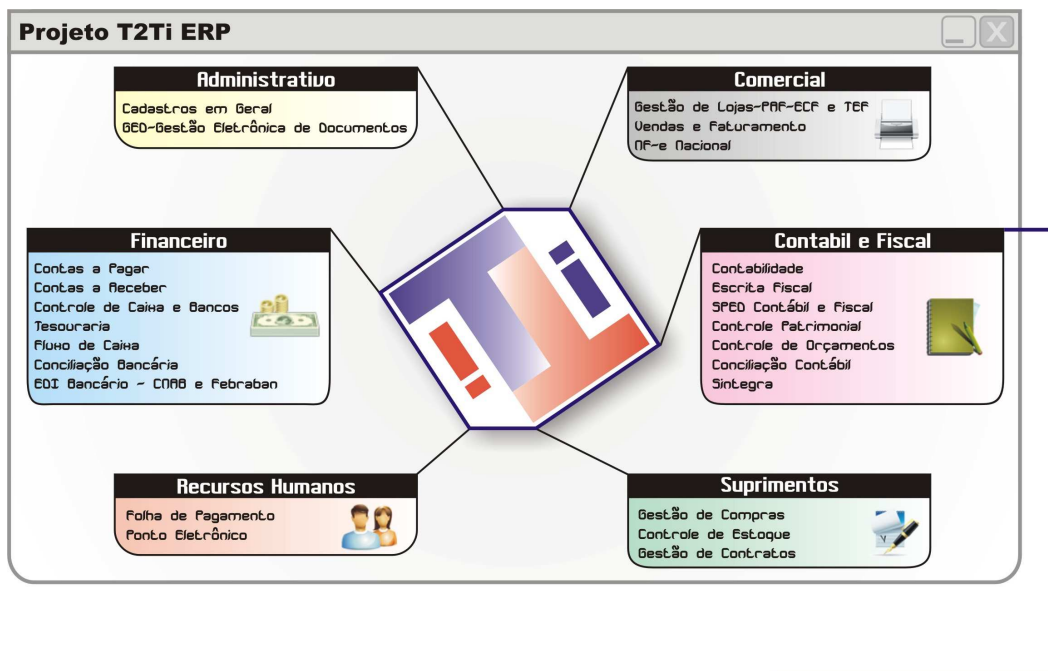 Projeto T2Ti ERP
Administrativo
Cadastros em Geral
GED-Gestão Eletrônica de Documentos
Comercial
Gestão de Lojas-PAF-ECF e TEF
Vendas e Faturamento
NF-e Nacional
Financeiro
Contas a Pagar
Contas a Receber
Controle de Caixa e Bancos
Tesouraria
Fluxo de Caixa
Conciliação Bancária
EDI Bancário - CNAB e Febraban
Contabil e Fiscal
Contabilidade
Escrita Fiscal
SPED Contábil e Fiscal
Controle Patrimonial
Controle de Orçamentos
Conciliação Contábil
Sintegra
Recursos Humanos
Folha de Pagamento
Ponto Eletrônico
Suprimentos
Gestão de Compras
Controle de Estoque
Gestão de Contratos